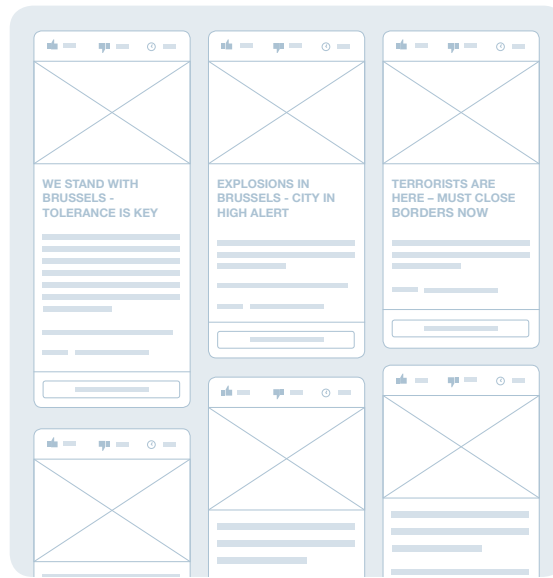 WE STAND WITH
BRUSSELS -
TOLERANCE IS KEY
EXPLOSIONS IN
BRUSSELS - CITY IN
HIGH ALERT
TERRORISTS ARE
HERE – MUST CLOSE
BORDERS NOW